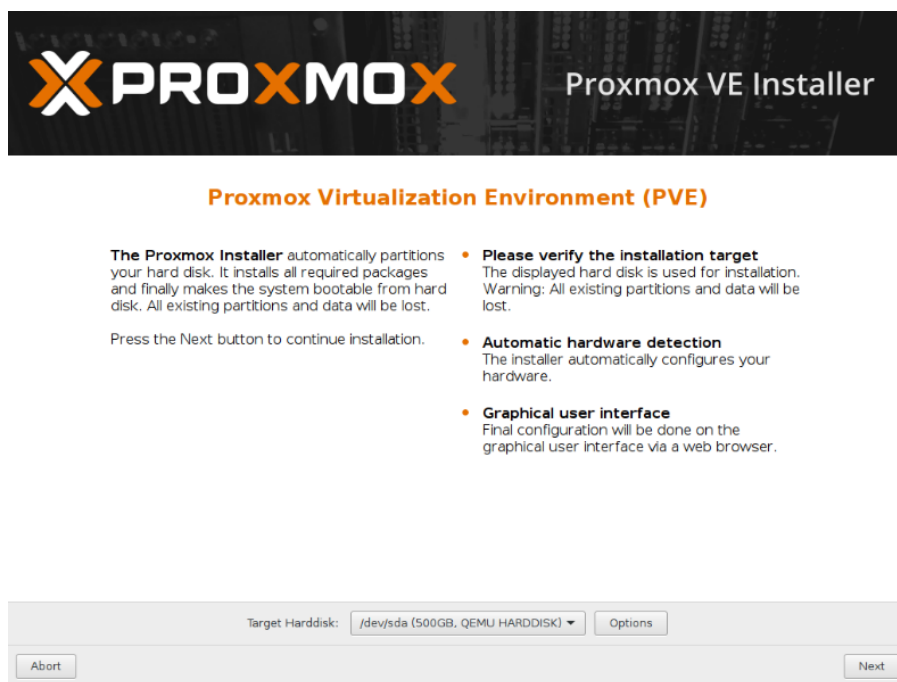 PROXMOX
Proxmox VE Installer
Proxmox Virtualization Environment (PVE)
The Proxmox Installer automatically partitions
your hard disk. It installs all required packages
and finally makes the system bootable from hard
disk. All existing partitions and data will be lost.
Press the Next button to continue installation.
• Please verify the installation target
The displayed hard disk is used for installation.
Warning: All existing partitions and data will be
lost.
• Automatic hardware detection
The installer automatically configures your
hardware.
• Graphical user interface
Final configuration will be done on the
graphical user interface via a web browser.
Target Harddisk: /dev/sda (500GB, QEMU HARDDISK) Options
Abort Next